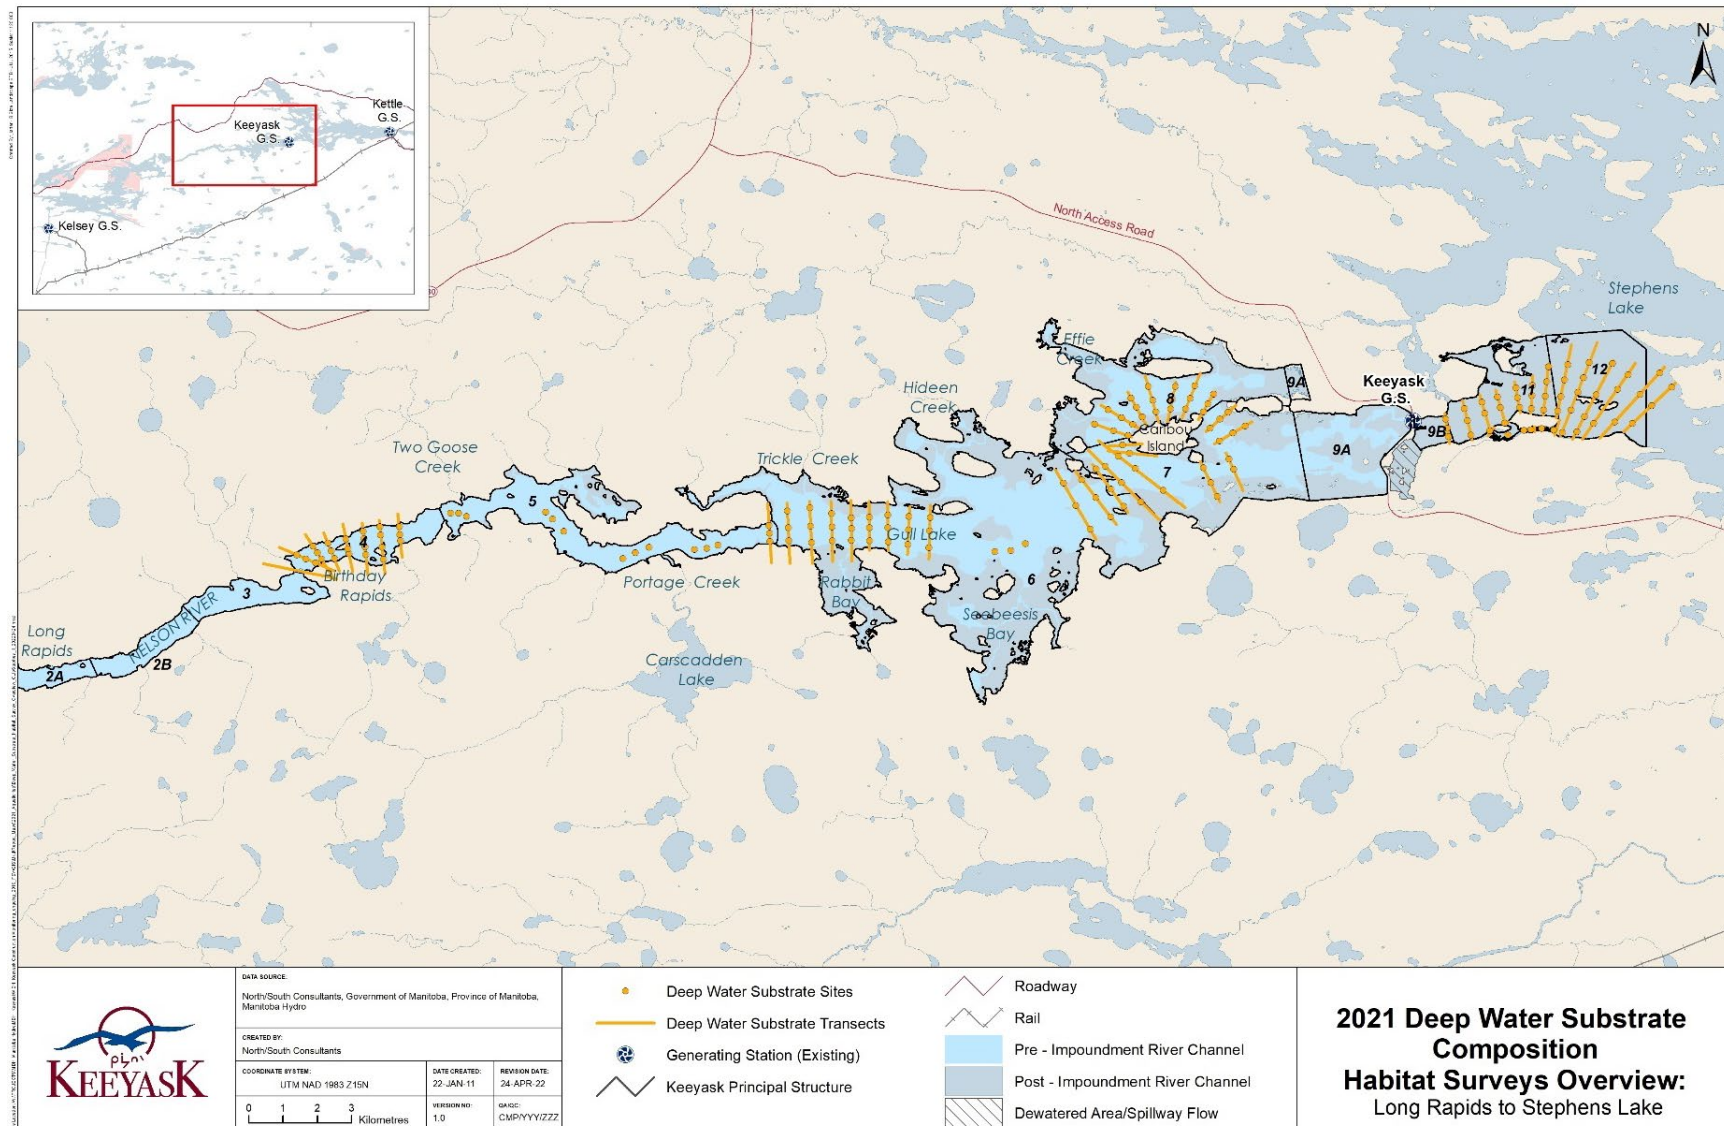 Kettle
G.S.
Keeyask
G.S.
Kelsey G.S.
N
North Access Road
Stephens
Lake
Effie
Creek
9A
Keeyask
G.S.
12
11
8
Hideen
Creek
Caribou
Island
9B
9A
Two Goose
Creek
Trickle Creek
7
5
Gull Lake
4
Birthday
Rapids
Portage Creek
Rabbit
Bay
6
3
NELSON RIVER
Seebeesis
Bay
Long
Rapids
2B
2A
Carscadden
Lake
KEEYASK
DATA SOURCE:
North/South Consultants, Government of Manitoba, Province of Manitoba,
Manitoba Hydro
CREATED BY:
North/South Consultants
COORDINATE SYSTEM:
UTM NAD 1983 Z15N
DATE CREATED:
22-JAN-11
REVISION DATE:
24-APR-22
0 1 2 3
Kilometres
VERSION NO:
1.0
QA/QC:
CMP/YYY/ZZZ
Deep Water Substrate Sites
Deep Water Substrate Transects
Generating Station (Existing)
Keeyask Principal Structure
Roadway
Rail
Pre - Impoundment River Channel
Post - Impoundment River Channel
Dewatered Area/Spillway Flow
2021 Deep Water Substrate
Composition
Habitat Surveys Overview:
Long Rapids to Stephens Lake